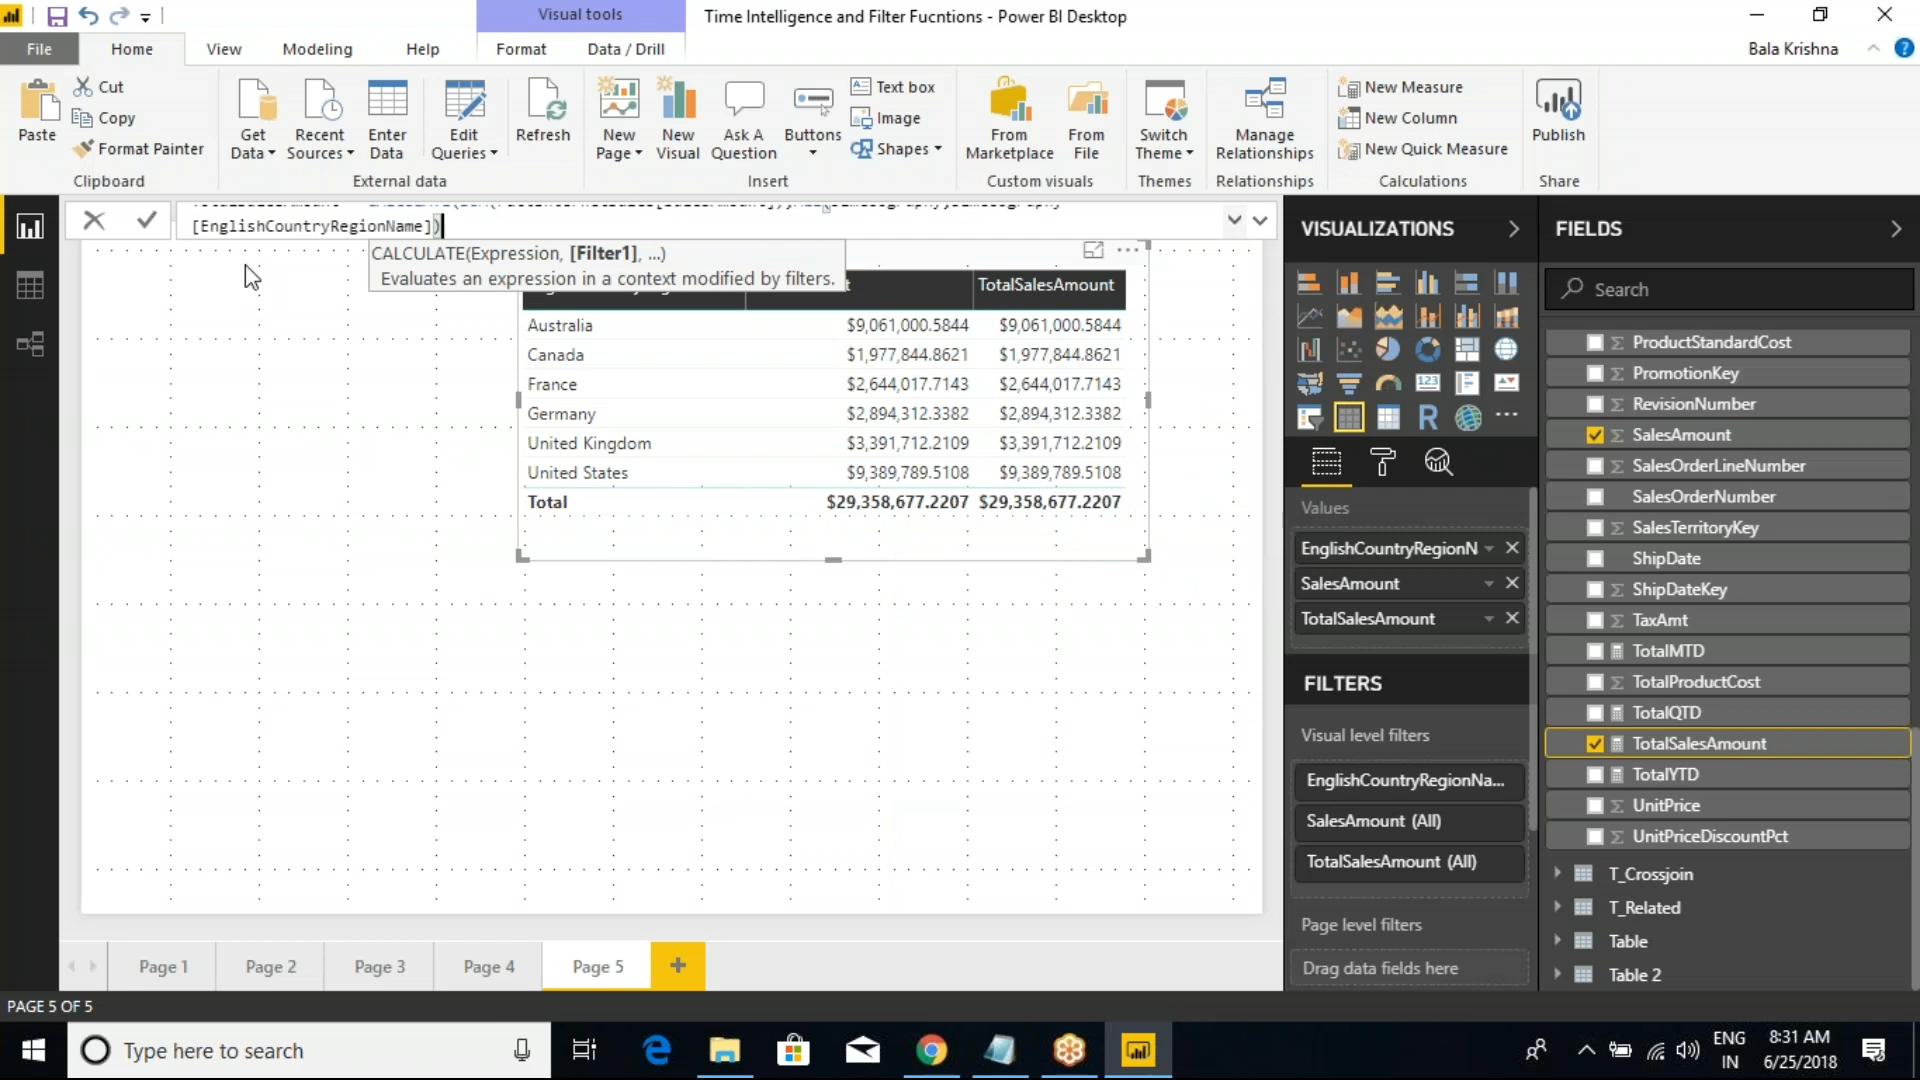 Visual tools
Time Intelligence and Filter Fucntions - Power BI Desktop
File
Home
View
Modeling
Help
Format
Data / Drill
Bala Krishna
Paste
Cut
Copy
Format Painter
Clipboard
Get Data
Recent Sources
Enter Data
Edit Queries
Refresh
External data
New Page
New Visual
Ask A Question
Buttons
Text box
Image
Shapes
Insert
From Marketplace
From File
Custom visuals
Switch Theme
Themes
Manage Relationships
Relationships
New Measure
New Column
New Quick Measure
Calculations
Publish
Share
[EnglishCountryRegionName])
CALCULATE(Expression, [Filter1], ...)
Evaluates an expression in a context modified by filters.
TotalSalesAmount
Australia $9,061,000.5844 $9,061,000.5844
Canada $1,977,844.8621 $1,977,844.8621
France $2,644,017.7143 $2,644,017.7143
Germany $2,894,312.3382 $2,894,312.3382
United Kingdom $3,391,712.2109 $3,391,712.2109
United States $9,389,789.5108 $9,389,789.5108
Total $29,358,677.2207 $29,358,677.2207
VISUALIZATIONS
Values
EnglishCountryRegionN
SalesAmount
TotalSalesAmount
FILTERS
Visual level filters
EnglishCountryRegionNa...
SalesAmount (All)
TotalSalesAmount (All)
Page level filters
Drag data fields here
FIELDS
Search
ProductStandardCost
PromotionKey
RevisionNumber
SalesAmount
SalesOrderLineNumber
SalesOrderNumber
SalesTerritoryKey
ShipDate
ShipDateKey
TaxAmt
TotalMTD
TotalProductCost
TotalQTD
TotalSalesAmount
TotalYTD
UnitPrice
UnitPriceDiscountPct
T_Crossjoin
T_Related
Table
Table 2
Page 1
Page 2
Page 3
Page 4
Page 5
PAGE 5 OF 5
Type here to search
ENG
IN
8:31 AM
6/25/2018